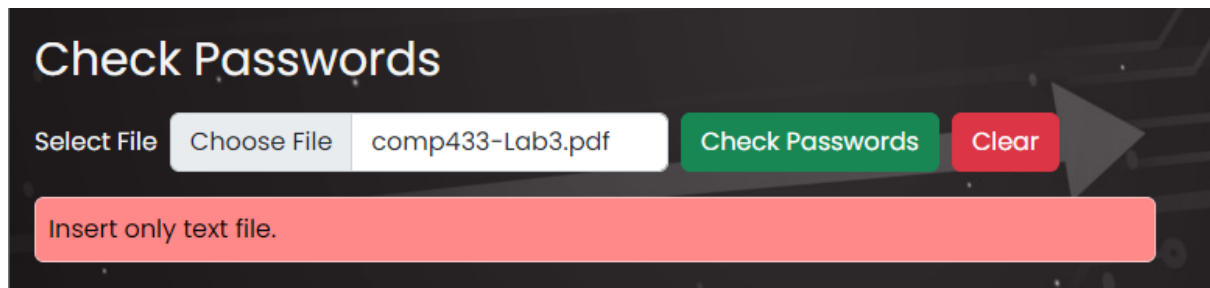 Check Passwords
Select File Choose File comp433-Lab3.pdf Check Passwords Clear
Insert only text file.